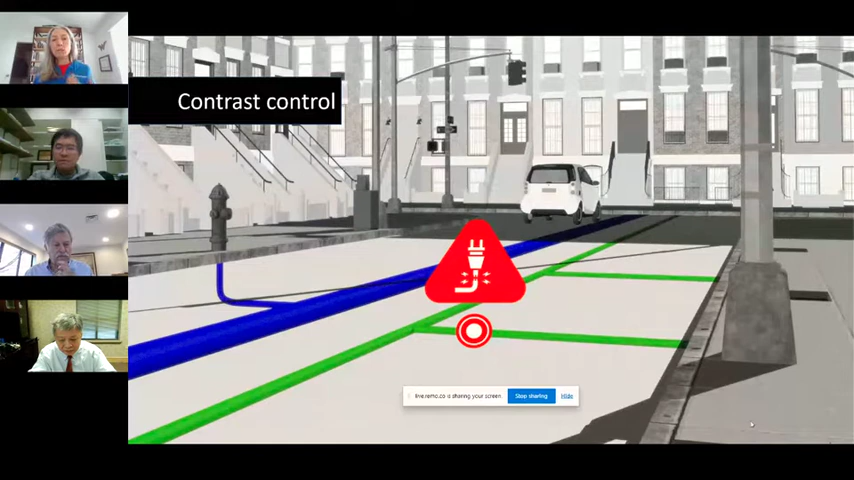 Contrast control
live.remo.co is sharing your screen. Stop sharing Hide